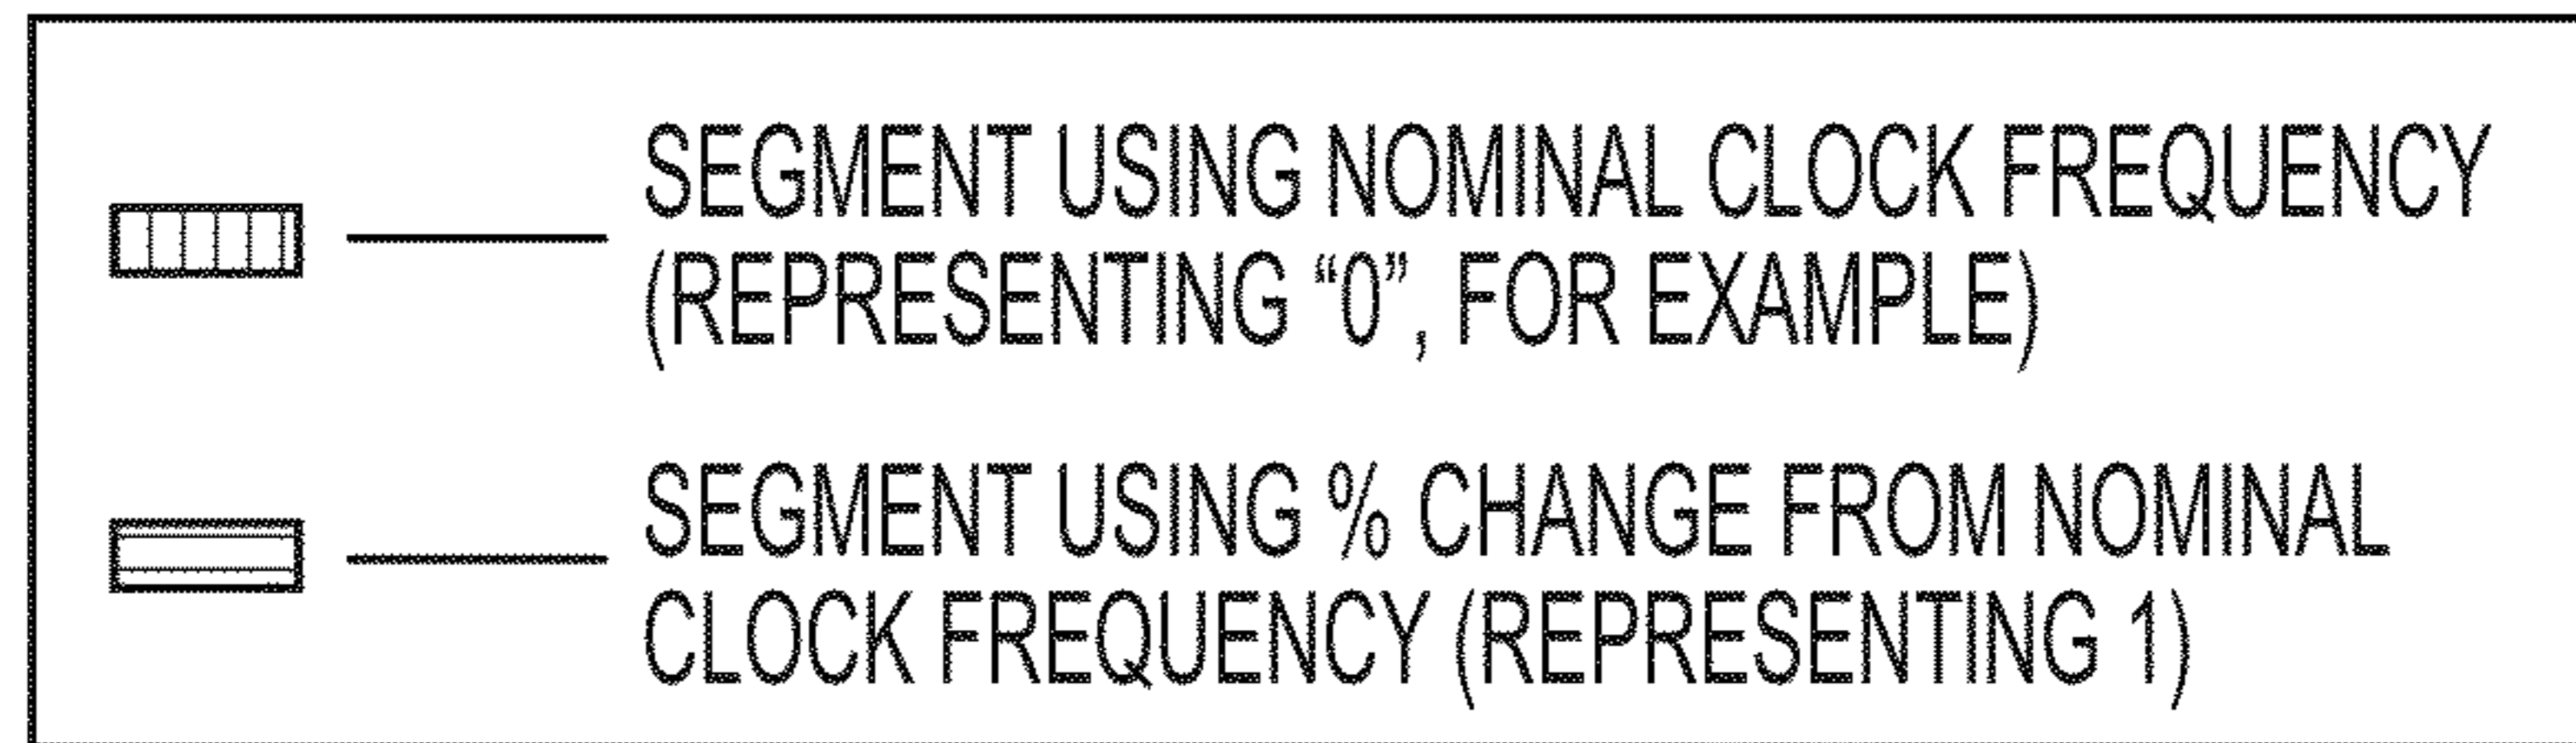 SEGMENT USING NOMINAL CLOCK FREQUENCY
(REPRESENTING “0”, FOR EXAMPLE)
SEGMENT USING % CHANGE FROM NOMINAL
CLOCK FREQUENCY (REPRESENTING 1)